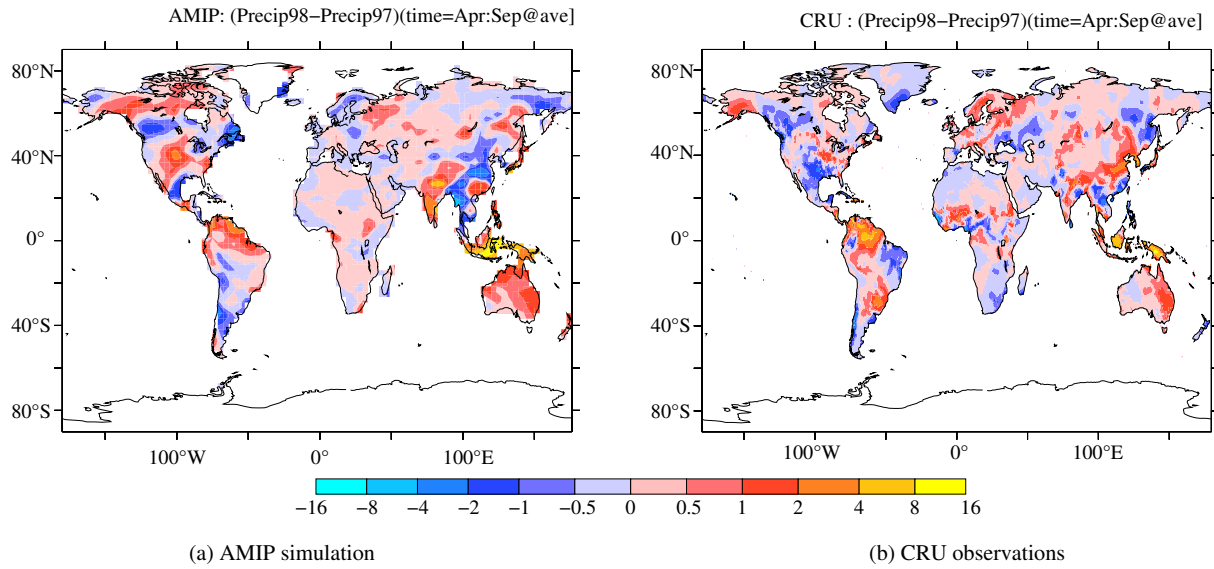 AMIP: (Precip98−Precip97)(time=Apr:Sep@ave]
CRU : (Precip98−Precip97)(time=Apr:Sep@ave]
80°N
40°N
0°
40°S
80°S
100°W 0° 100°E
80°N
40°N
0°
40°S
80°S
100°W 0° 100°E
−16 −8 −4 −2 −1 −0.5 0 0.5 1 2 4 8 16
(a) AMIP simulation
(b) CRU observations